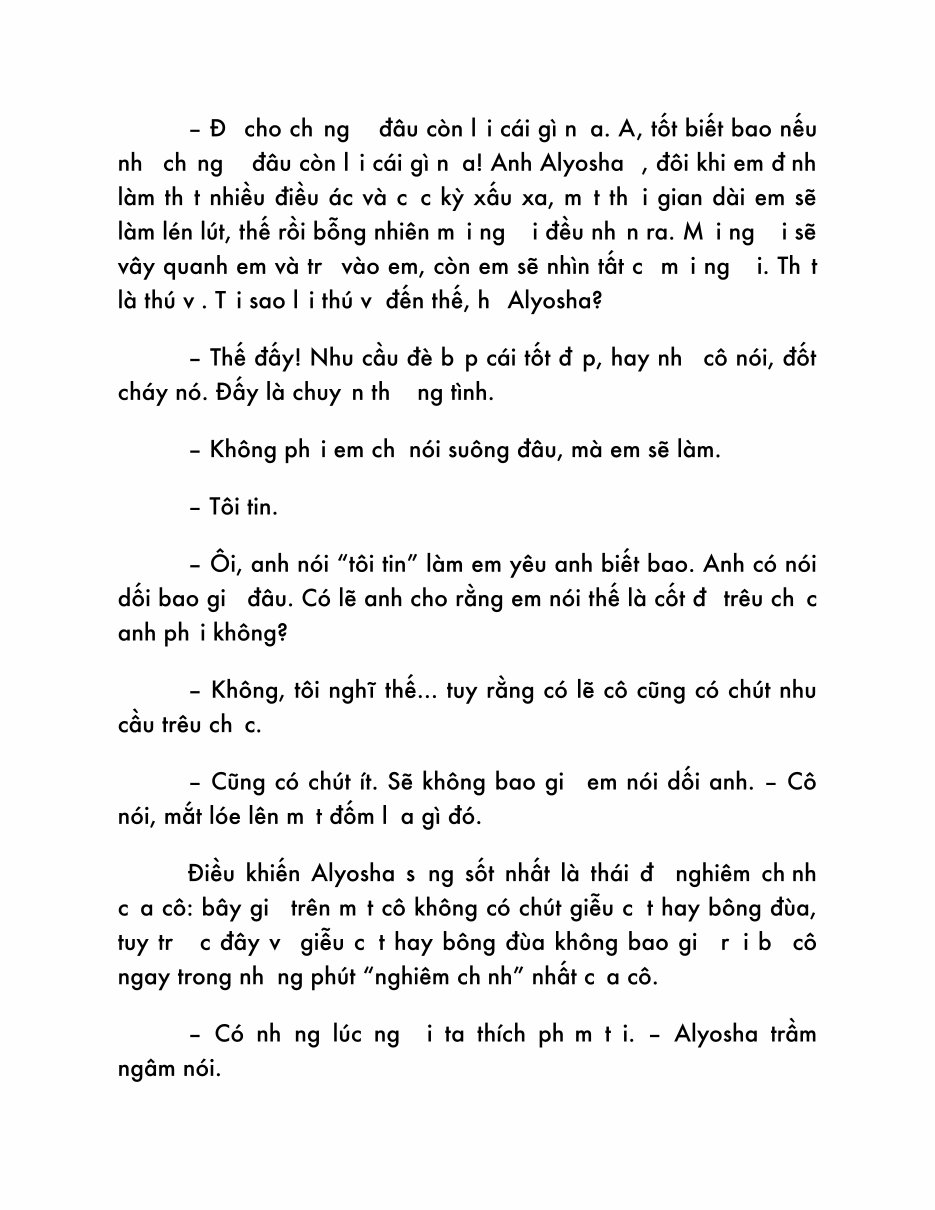 – Đ  cho ch ng   đâu còn l i cái gì n a. A, tốt biết bao nếu
nh  ch ng   đâu còn l i cái gì n a! Anh Alyosha  , đôi khi em đ nh
làm th t nhiều điều ác và c c kỳ xấu xa, m t th i gian dài em sẽ
làm lén lút, thế rồi bỗng nhiên m i ng  i đều nh n ra. M i ng  i sẽ
vây quanh em và tr  vào em, còn em sẽ nhìn tất c  m i ng  i. Th t
là thú v . T i sao l i thú v  đến thế, h  Alyosha?
– Thế đấy! Nhu cầu đè b p cái tốt đ p, hay nh  cô nói, đốt
cháy nó. Đấy là chuy n th  ng tình.
– Không ph i em ch  nói suông đâu, mà em sẽ làm.
– Tôi tin.
– Ôi, anh nói “tôi tin” làm em yêu anh biết bao. Anh có nói
dối bao gi  đâu. Có lẽ anh cho rằng em nói thế là cốt đ  trêu ch c
anh ph i không?
– Không, tôi nghĩ thế... tuy rằng có lẽ cô cũng có chút nhu
cầu trêu ch c.
– Cũng có chút ít. Sẽ không bao gi  em nói dối anh. – Cô
nói, mắt lóe lên m t đốm l a gì đó.
Điều khiến Alyosha s ng sốt nhất là thái đ  nghiêm ch nh
c a cô: bây gi  trên m t cô không có chút giễu c t hay bông đùa,
tuy tr  c đây v  giễu c t hay bông đùa không bao gi  r i b  cô
ngay trong nh ng phút “nghiêm ch nh” nhất c a cô.
– Có nh ng lúc ng  i ta thích ph m t i. – Alyosha trầm
ngâm nói.